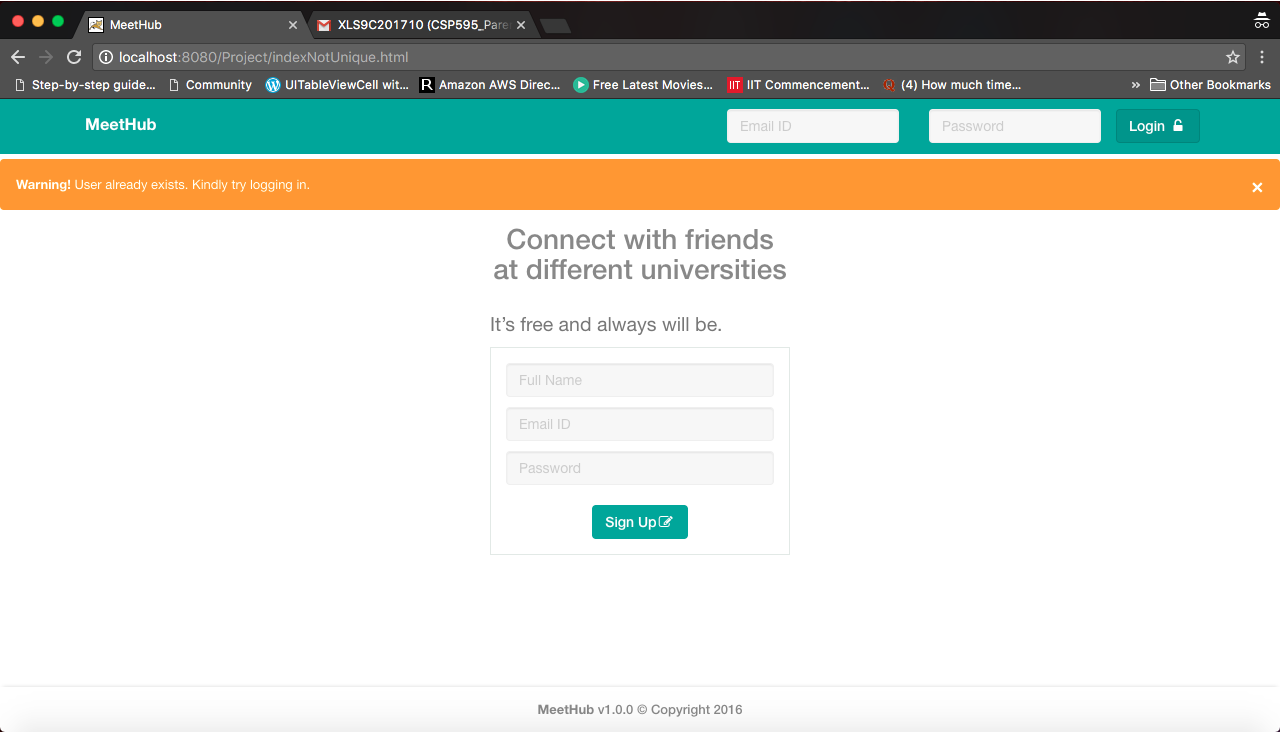 MeetHub
XLS9C201710 (CSP595_Pare
localhost:8080/Project/indexNotUnique.html
Step-by-step guide... Community UITableViewCell wit... R Amazon AWS Direc... Free Latest Movies... IIT IIT Commencement... (4) How much time... » Other Bookmarks
MeetHub Email ID Password Login
Warning! User already exists. Kindly try logging in. ×
Connect with friends
at different universities
It’s free and always will be.
Full Name
Email ID
Password
Sign Up
MeetHub v1.0.0 © Copyright 2016